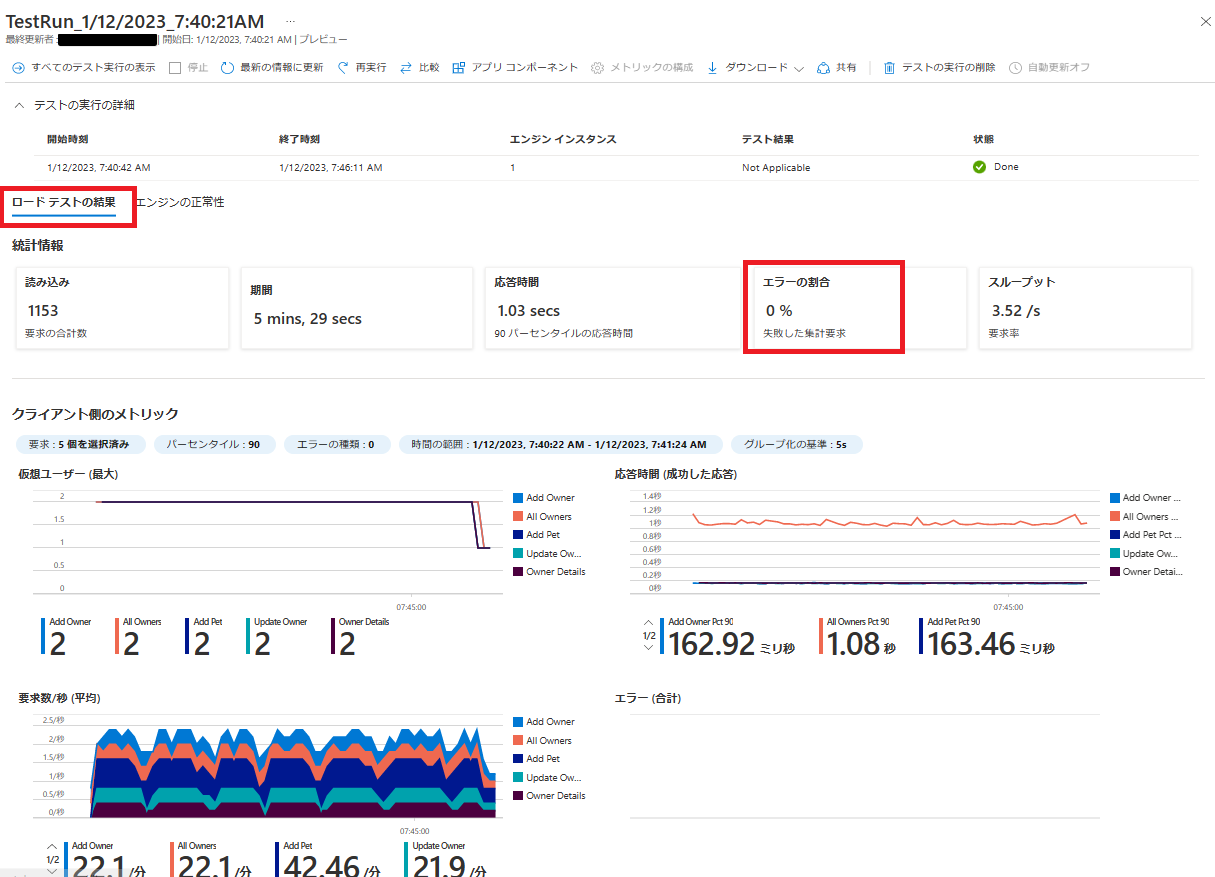 TestRun_1/12/2023_7:40:21AM ...
最終更新者: | 開始日: 1/12/2023, 7:40:21 AM | プレビュー
すべてのテスト実行の表示 停止 最新の情報に更新 再実行 比較 アプリ コンポーネント メトリックの構成 ダウンロード 共有 テストの実行の削除 自動更新オフ
テストの実行の詳細
開始時刻 終了時刻 エンジン インスタンス テスト結果 状態
1/12/2023, 7:40:42 AM 1/12/2023, 7:46:11 AM 1 Not Applicable Done
ロード テストの結果 エンジンの正常性
統計情報
読み込み
1153
要求の合計数
期間
5 mins, 29 secs
応答時間
1.03 secs
90 パーセンタイルの応答時間
エラーの割合
0 %
失敗した集計要求
スループット
3.52 /s
要求率
クライアント側のメトリック
要求 : 5 個を選択済み パーセンタイル : 90 エラーの種類 : 0 時間の範囲 : 1/12/2023, 7:40:22 AM - 1/12/2023, 7:41:24 AM グループ化の基準 : 5s
仮想ユーザー (最大)
2
1.5
1
0.5
0
07:45:00
Add Owner
All Owners
Add Pet
Update Ow...
Owner Details
Add Owner All Owners Add Pet Update Owner Owner Details
2 2 2 2 2
応答時間 (成功した応答)
1.4秒
1.2秒
1秒
0.8秒
0.6秒
0.4秒
0.2秒
0秒
07:45:00
Add Owner ...
All Owners ...
Add Pet Pct ...
Update Ow...
Owner Detai...
1/2
Add Owner Pct 90 All Owners Pct 90 Add Pet Pct 90
162.92 ミリ秒 1.08 秒 163.46 ミリ秒
要求数/秒 (平均)
2.5/秒
2/秒
1.5/秒
1/秒
0.5/秒
0/秒
07:45:00
Add Owner
All Owners
Add Pet
Update Ow...
Owner Details
1/2
Add Owner All Owners Add Pet Update Owner
22.1 /分 22.1 /分 42.46 /分 21.9 /分
エラー (合計)